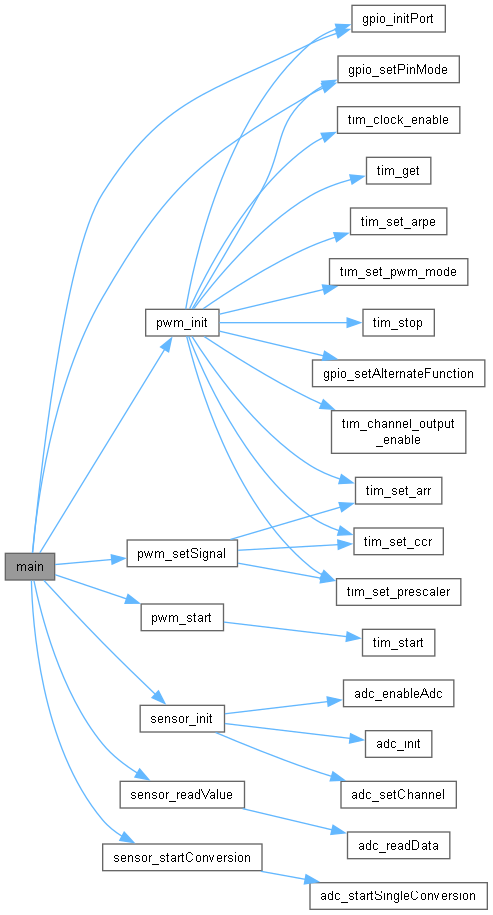 gpio_initPort
gpio_setPinMode
tim_clock_enable
tim_get
tim_set_arpe
tim_set_pwm_mode
pwm_init
tim_stop
gpio_setAlternateFunction
tim_channel_output
_enable
tim_set_arr
pwm_setSignal
tim_set_ccr
main
tim_set_prescaler
pwm_start
tim_start
adc_enableAdc
sensor_init
adc_init
sensor_readValue
adc_setChannel
adc_readData
sensor_startConversion
adc_startSingleConversion